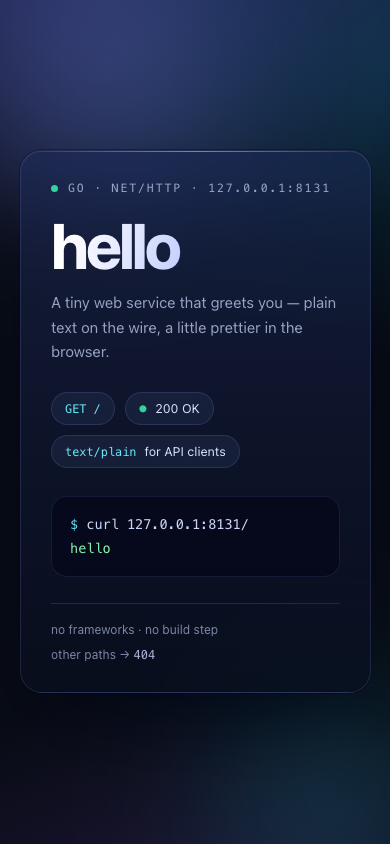 GO · NET/HTTP · 127.0.0.1:8131
hello
A tiny web service that greets you — plain
text on the wire, a little prettier in the
browser.
GET /
200 OK
text/plain for API clients
$ curl 127.0.0.1:8131/
hello
no frameworks · no build step
other paths → 404